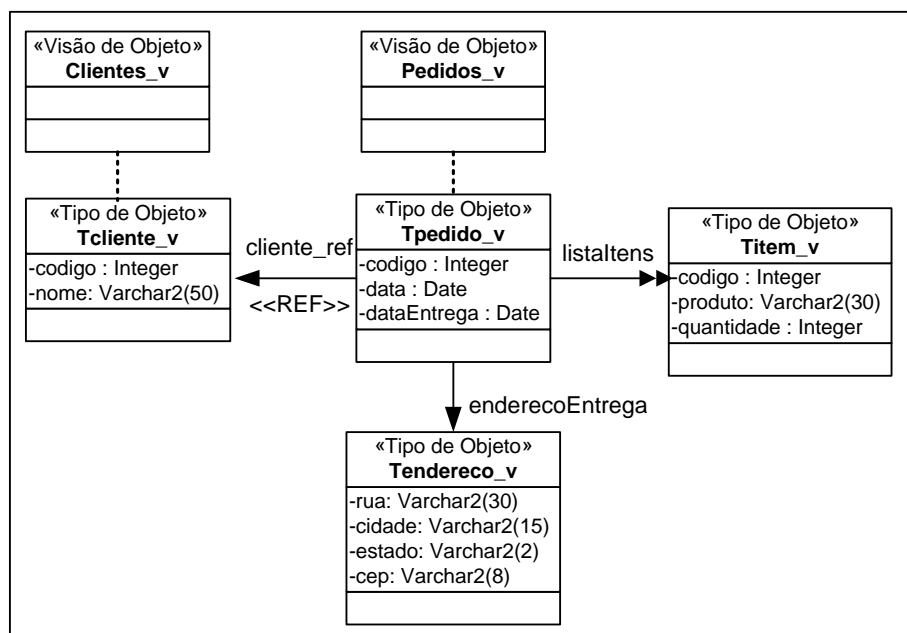 «Visão de Objeto»
Clientes_v
«Visão de Objeto»
Pedidos_v
«Tipo de Objeto»
Tcliente_v
-codigo : Integer
-nome: Varchar2(50)
cliente_ref
<<REF>>
«Tipo de Objeto»
Tpedido_v
-codigo : Integer
-data : Date
-dataEntrega : Date
listaItens
«Tipo de Objeto»
Titem_v
-codigo : Integer
-produto: Varchar2(30)
-quantidade : Integer
enderecoEntrega
«Tipo de Objeto»
Tendereco_v
-rua: Varchar2(30)
-cidade: Varchar2(15)
-estado: Varchar2(2)
-cep: Varchar2(8)